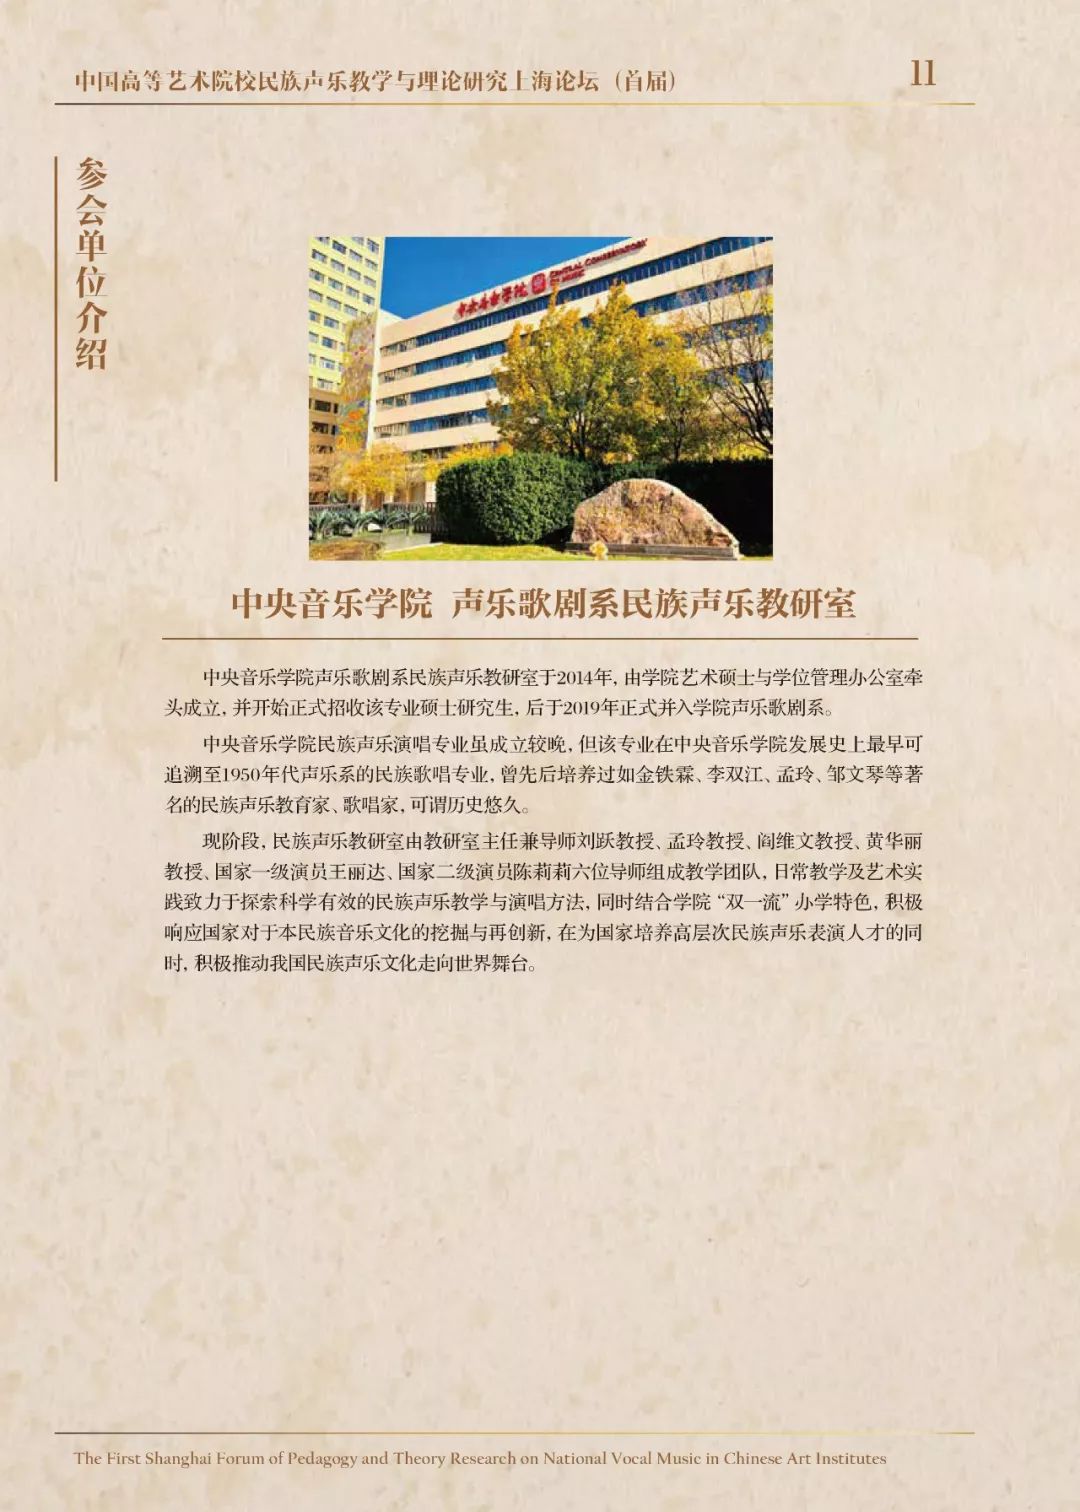 中国高等艺术院校民族声乐教学与理论研究上海论坛（首届）
11
参会单位介绍
中央音乐学院 CENTRAL CONSERVATORY
OF MUSIC
中央音乐学院 声乐歌剧系民族声乐教研室
中央音乐学院声乐歌剧系民族声乐教研室于2014年，由学院艺术硕士与学位管理办公室牵
头成立，并开始正式招收该专业硕士研究生，后于2019年正式并入学院声乐歌剧系。
中央音乐学院民族声乐演唱专业虽成立较晚，但该专业在中央音乐学院发展史上最早可
追溯至1950年代声乐系的民族歌唱专业，曾先后培养过如金铁霖、李双江、孟玲、邹文琴等著
名的民族声乐教育家、歌唱家，可谓历史悠久。
现阶段，民族声乐教研室由教研室主任兼导师刘跃教授、孟玲教授、阎维文教授、黄华丽
教授、国家一级演员王丽达、国家二级演员陈莉莉六位导师组成教学团队，日常教学及艺术实
践致力于探索科学有效的民族声乐教学与演唱方法，同时结合学院“双一流”办学特色，积极
响应国家对于本民族音乐文化的挖掘与再创新，在为国家培养高层次民族声乐表演人才的同
时，积极推动我国民族声乐文化走向世界舞台。
The First Shanghai Forum of Pedagogy and Theory Research on National Vocal Music in Chinese Art Institutes